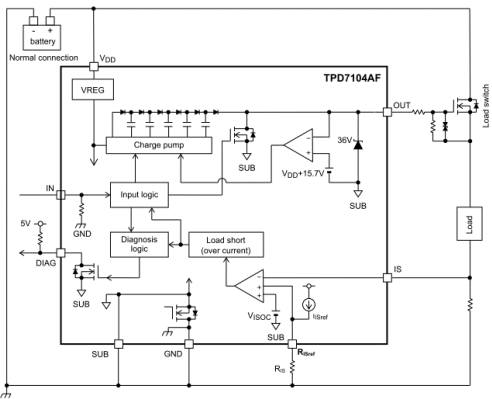 - +
battery
Normal connection
VDD
TPD7104AF
VREG
OUT
Load switch
Charge pump
36V
SUB
VDD+15.7V
SUB
IN
Input logic
5V
GND
Load
Diagnosis
logic
Load short
(over current)
DIAG
IS
SUB
VISOC
IISref
SUB
SUB
GND
RISref
RIS